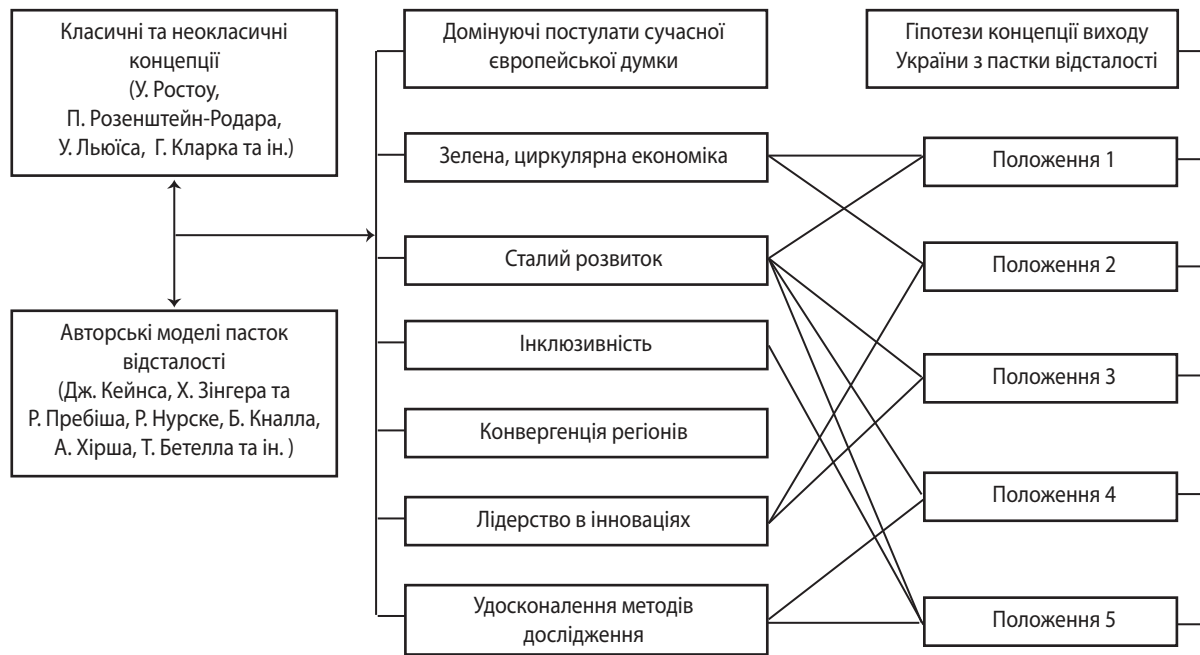 Класичні та неокласичні
концепції
(У. Ростоу,
П. Розенштейн-Родара,
У. Льюїса, Г. Кларка та ін.)
Авторські моделі пасток
відсталості
(Дж. Кейнса, Х. Зінгера та
Р. Пребіша, Р. Нурске, Б. Кналла,
А. Хірша, Т. Бетелла та ін. )
Домінуючі постулати сучасної
європейської думки
Зелена, циркулярна економіка
Сталий розвиток
Інклюзивність
Конвергенція регіонів
Лідерство в інноваціях
Удосконалення методів
дослідження
Гіпотези концепції виходу
України з пастки відсталості
Положення 1
Положення 2
Положення 3
Положення 4
Положення 5